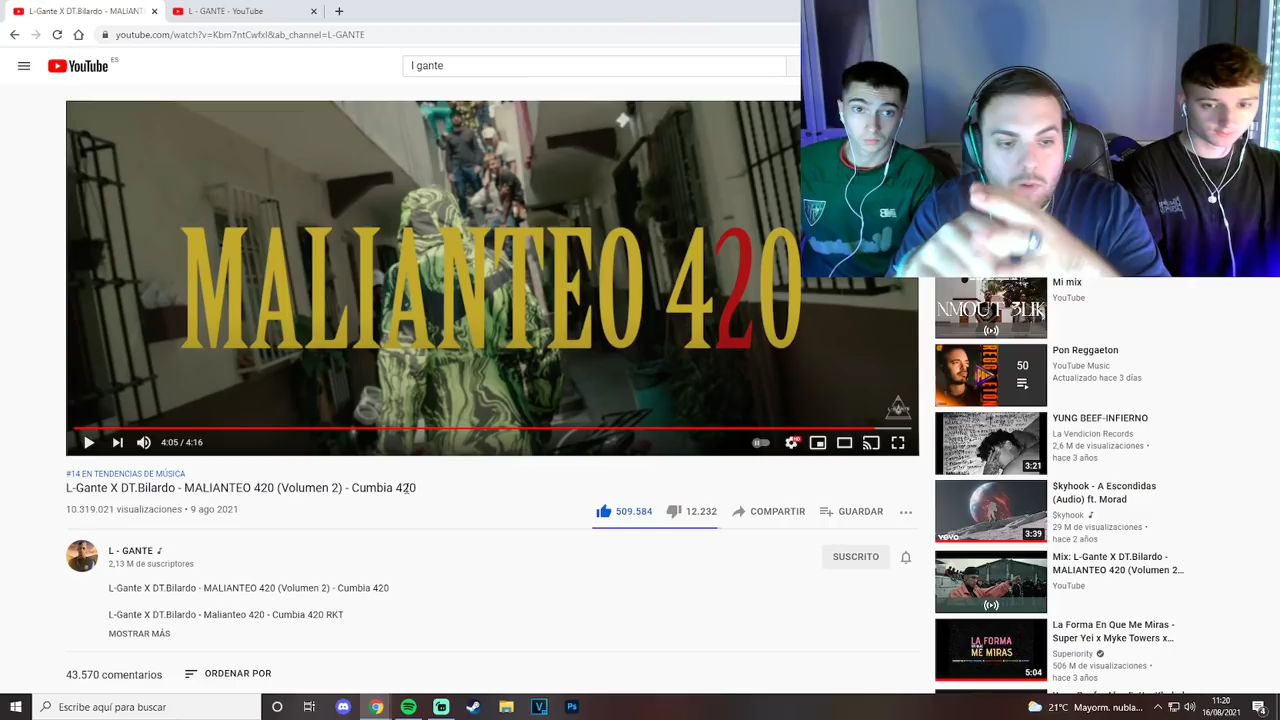 L-Gante X DT.Bilardo - MALIANT
L - GANTE - YouTube
youtube.com/watch?v=Kbm7ntCwfxI&ab_channel=L-GANTE
YouTube ES
l gante
MALIANTEO 420
4:05 / 4:16
#14 EN TENDENCIAS DE MÚSICA
L-Gante X DT.Bilardo - MALIANTEO 420 (Volumen 2) - Cumbia 420
10.319.021 visualizaciones • 9 ago 2021
509.584
12.232
COMPARTIR
GUARDAR
L - GANTE
2,13 M de suscriptores
SUSCRITO
L-Gante X DT.Bilardo - MALIANTEO 420 (Volumen 2) - Cumbia 420
L-Gante X DT.Bilardo - Malianteo 420 - Cumbia 420 RKT
MOSTRAR MÁS
43.570 comentarios
ORDENAR POR
Mi mix
YouTube
50
Pon Reggaeton
YouTube Music
Actualizado hace 3 días
3:21
YUNG BEEF-INFIERNO
La Vendicion Records
2,6 M de visualizaciones •
hace 3 años
vevo
3:39
$kyhook - A Escondidas
(Audio) ft. Morad
$kyhook
29 M de visualizaciones •
hace 2 años
Mix: L-Gante X DT.Bilardo -
MALIANTEO 420 (Volumen 2...
YouTube
LA FORMA
EN QUE
ME MIRAS
5:04
La Forma En Que Me Miras -
Super Yei x Myke Towers x...
Superiority
506 M de visualizaciones •
hace 3 años
Escribe aquí para buscar
21°C Mayorm. nubla...
11:20
16/08/2021
4